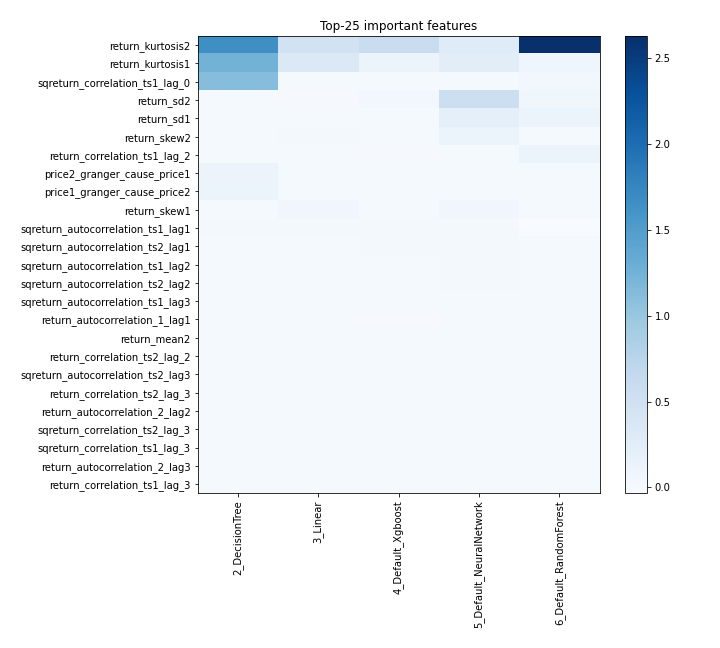 Top-25 important features
return_kurtosis2
return_kurtosis1
sqreturn_correlation_ts1_lag_0
return_sd2
return_sd1
return_skew2
return_correlation_ts1_lag_2
price2_granger_cause_price1
price1_granger_cause_price2
return_skew1
sqreturn_autocorrelation_ts1_lag1
sqreturn_autocorrelation_ts2_lag1
sqreturn_autocorrelation_ts1_lag2
sqreturn_autocorrelation_ts2_lag2
sqreturn_autocorrelation_ts1_lag3
return_autocorrelation_1_lag1
return_mean2
return_correlation_ts2_lag_2
sqreturn_autocorrelation_ts2_lag3
return_correlation_ts2_lag_3
return_autocorrelation_2_lag2
sqreturn_correlation_ts2_lag_3
sqreturn_correlation_ts1_lag_3
return_autocorrelation_2_lag3
return_correlation_ts1_lag_3
2_DecisionTree
3_Linear
4_Default_Xgboost
5_Default_NeuralNetwork
6_Default_RandomForest
2.5
2.0
1.5
1.0
0.5
0.0